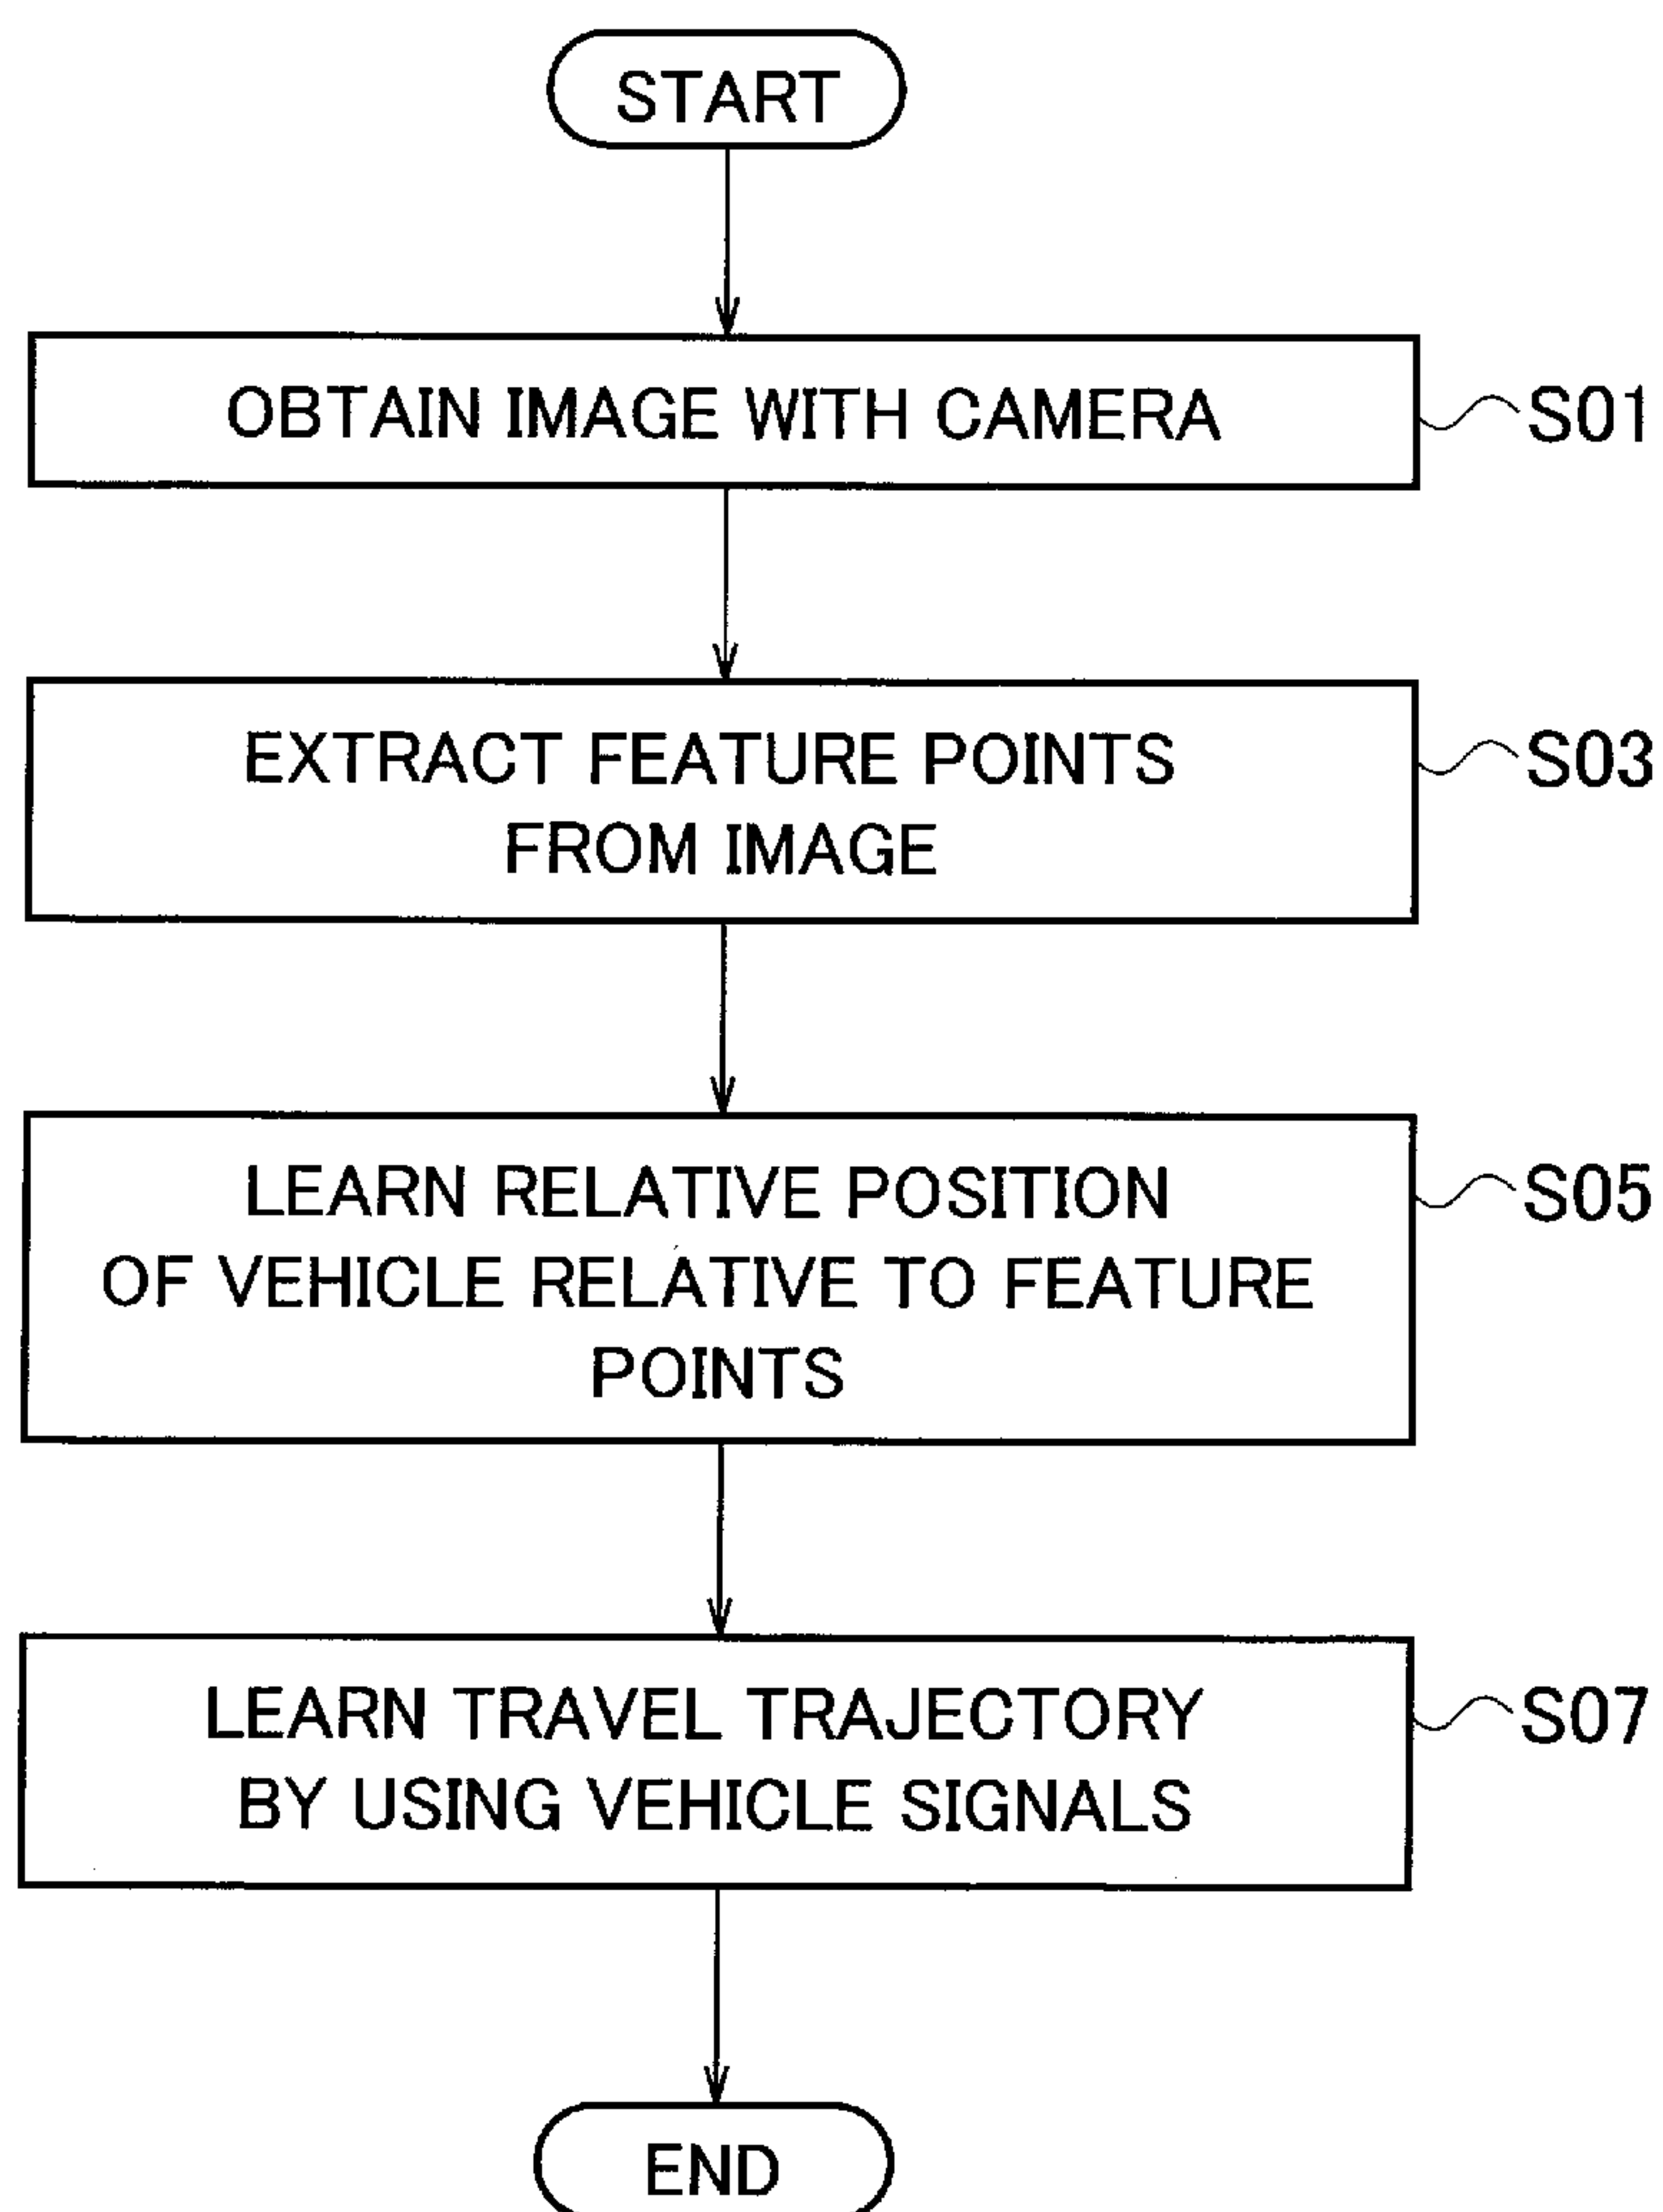 START
OBTAIN IMAGE WITH CAMERA
S01
EXTRACT FEATURE POINTS
FROM IMAGE
S03
LEARN RELATIVE POSITION
OF VEHICLE RELATIVE TO FEATURE
POINTS
S05
LEARN TRAVEL TRAJECTORY
BY USING VEHICLE SIGNALS
S07
END